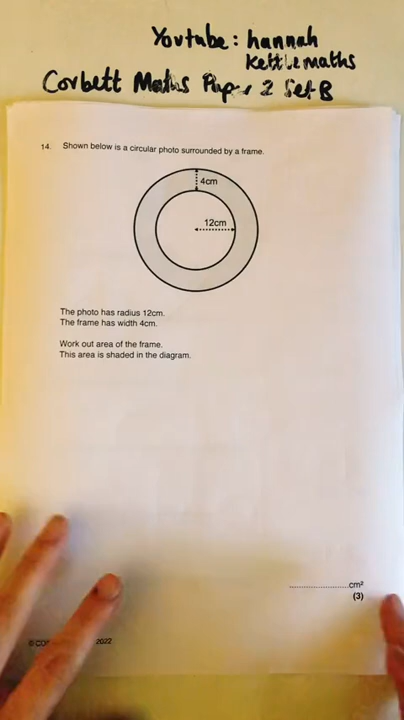 Youtube: hannah
kettlemaths
Corbett Maths Paper 2 Set B
14. Shown below is a circular photo surrounded by a frame.
4cm
12cm
The photo has radius 12cm.
The frame has width 4cm.
Work out area of the frame.
This area is shaded in the diagram.
....................cm²
(3)
2022